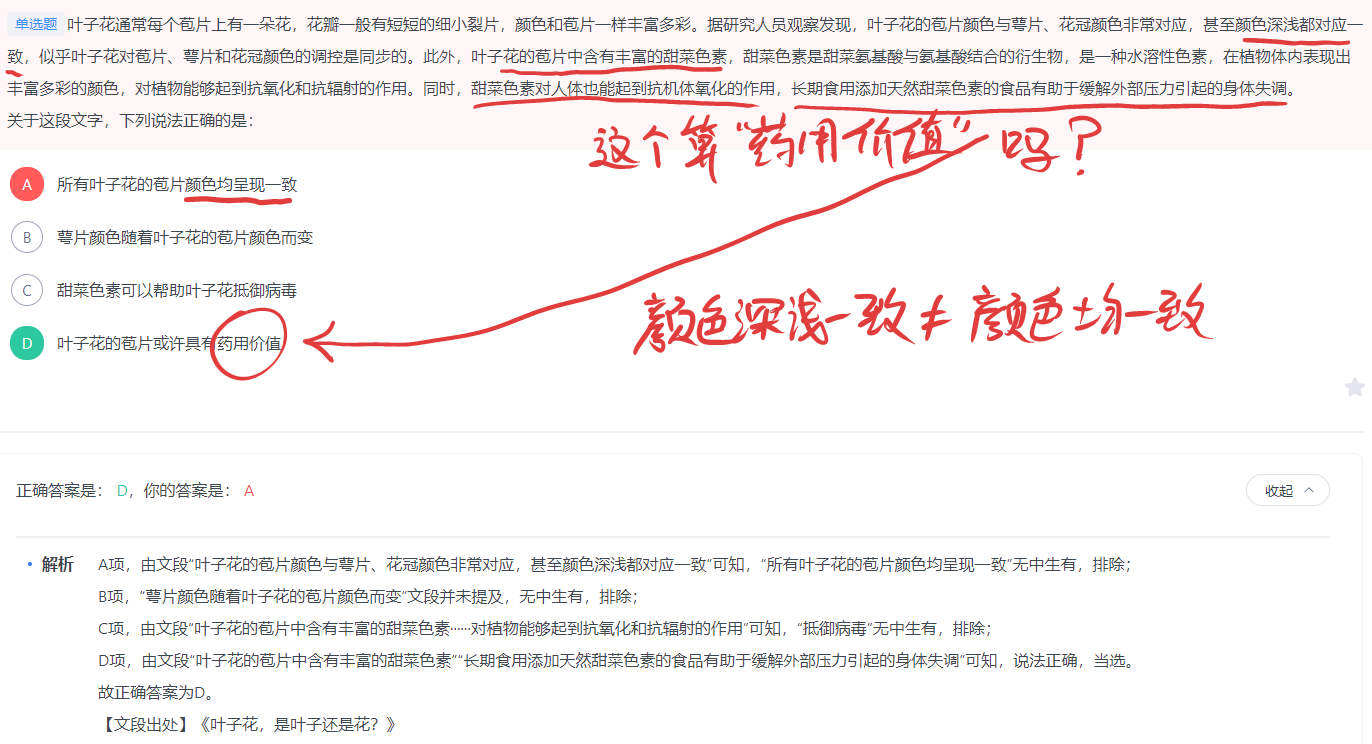 单选题 叶子花通常每个苞片上有一朵花，花瓣一般有短短的细小裂片，颜色和苞片一样丰富多彩。据研究人员观察发现，叶子花的苞片颜色与萼片、花冠颜色非常对应，甚至颜色深浅都对应一
致，似乎叶子花对苞片、萼片和花冠颜色的调控是同步的。此外，叶子花的苞片中含有丰富的甜菜色素，甜菜色素是甜菜氨基酸与氨基酸结合的衍生物，是一种水溶性色素，在植物体内表现出
丰富多彩的颜色，对植物能够起到抗氧化和抗辐射的作用。同时，甜菜色素对人体也能起到抗机体氧化的作用，长期食用添加天然甜菜色素的食品有助于缓解外部压力引起的身体失调。
关于这段文字，下列说法正确的是：
这个算“药用价值”吗？
A 所有叶子花的苞片颜色均呈现一致
B 萼片颜色随着叶子花的苞片颜色而变
C 甜菜色素可以帮助叶子花抵御病毒
颜色深浅一致≠颜色均一致
D 叶子花的苞片或许具有药用价值
正确答案是： D，你的答案是： A
收起
• 解析 A项，由文段“叶子花的苞片颜色与萼片、花冠颜色非常对应，甚至颜色深浅都对应一致”可知，“所有叶子花的苞片颜色均呈现一致”无中生有，排除；
B项，“萼片颜色随着叶子花的苞片颜色而变”文段并未提及，无中生有，排除；
C项，由文段“叶子花的苞片中含有丰富的甜菜色素······对植物能够起到抗氧化和抗辐射的作用”可知，“抵御病毒”无中生有，排除；
D项，由文段“叶子花的苞片中含有丰富的甜菜色素”“长期食用添加天然甜菜色素的食品有助于缓解外部压力引起的身体失调”可知，说法正确，当选。
故正确答案为D。
【文段出处】《叶子花，是叶子还是花？》